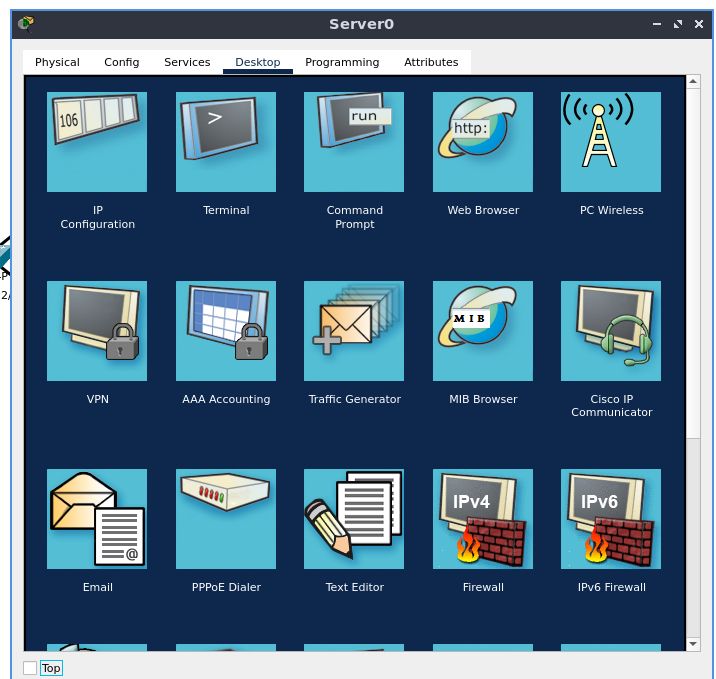 Server0
Physical Config Services Desktop Programming Attributes
106
>
run
http:
IP
Configuration
Terminal
Command
Prompt
Web Browser
PC Wireless
MIB
VPN
AAA Accounting
Traffic Generator
MIB Browser
Cisco IP
Communicator
@
IPv4
IPv6
Email
PPPoE Dialer
Text Editor
Firewall
IPv6 Firewall
Top